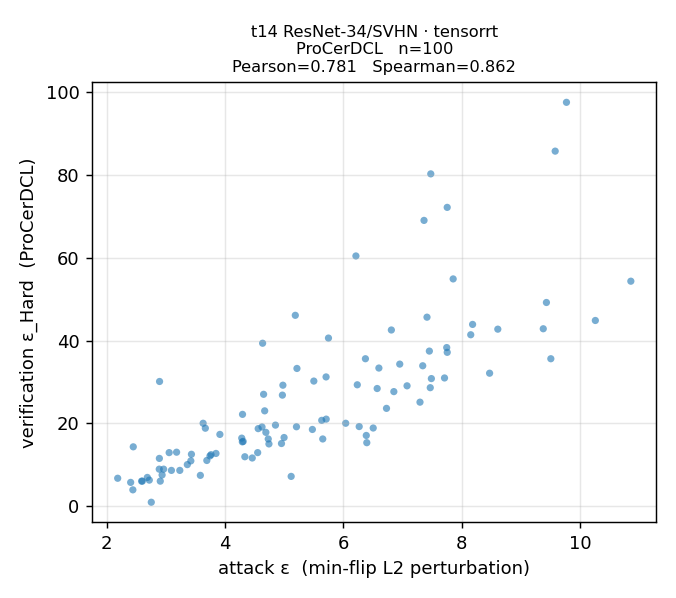 t14 ResNet-34/SVHN · tensorrt
ProCerDCL n=100
Pearson=0.781 Spearman=0.862
100
80
60
40
20
0
verification ε_Hard (ProCerDCL)
2 4 6 8 10
attack ε (min-flip L2 perturbation)